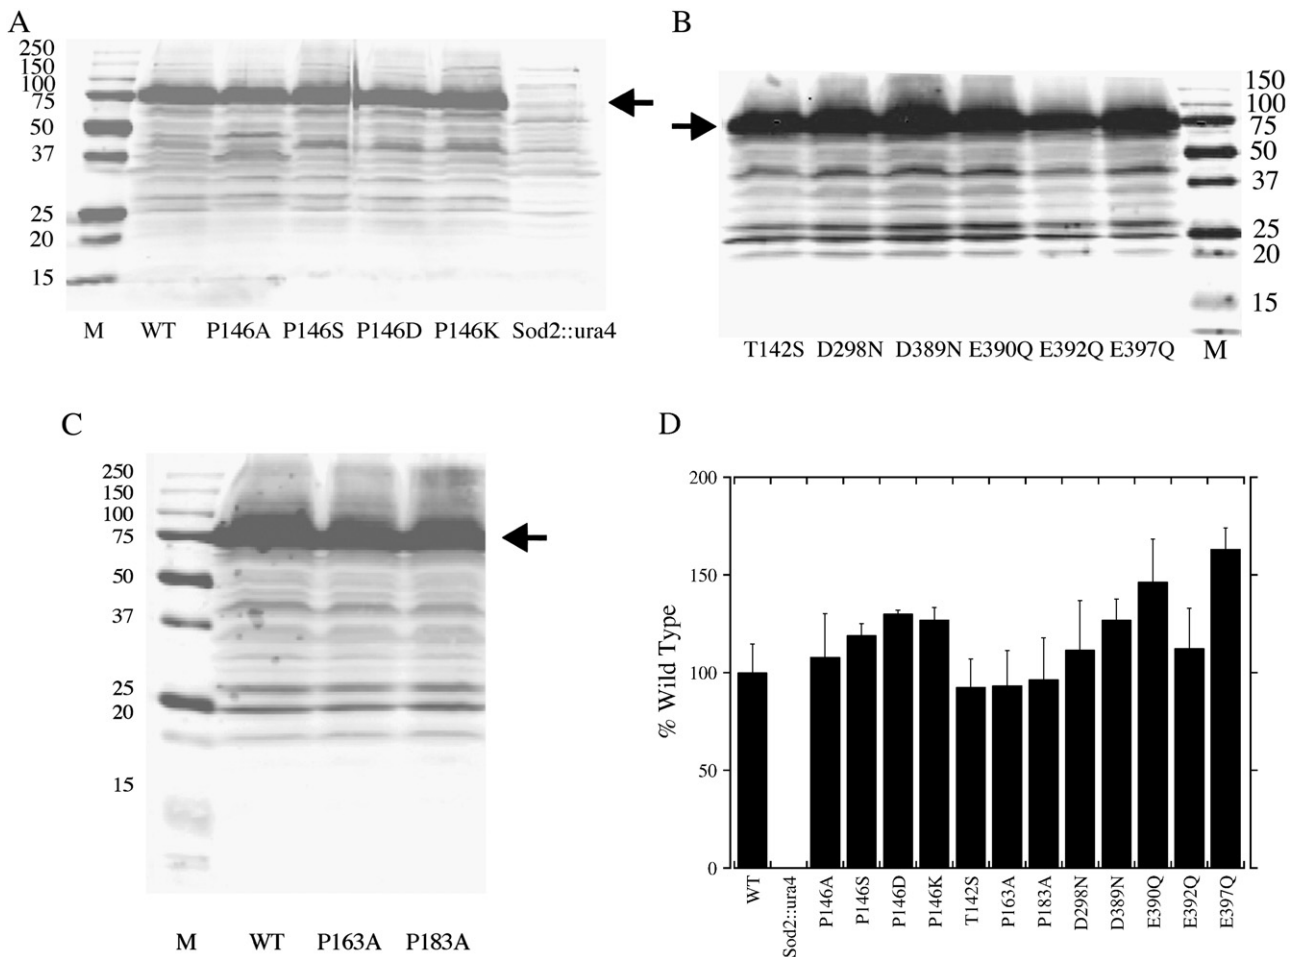 A
250
150
100
75
50
37
25
20
15
M WT P146A P146S P146D P146K Sod2::ura4
B
150
100
75
50
37
25
20
15
T142S D298N D389N E390Q E392Q E397Q M
C
250
150
100
75
50
37
25
20
15
M WT P163A P183A
D
% Wild Type
200
150
100
50
0
WT
Sod2::ura4
P146A
P146S
P146D
P146K
T142S
P163A
P183A
D298N
D389N
E390Q
E392Q
E397Q